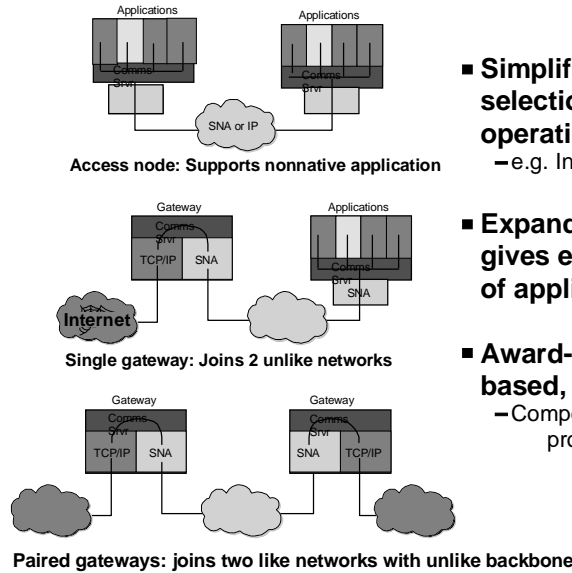 Applications
Applications
Comms
Srvr
Comms
Srvr
SNA or IP
Access node: Supports nonnative application
Gateway
Applications
Comms
Srvr
TCP/IP SNA
Comms
Srvr
SNA
Internet
Single gateway: Joins 2 unlike networks
Gateway
Gateway
Comms
Srvr
Comms
Srvr
TCP/IP SNA
SNA TCP/IP
Paired gateways: joins two like networks with unlike backbone
Simplif
selectio
operati
– e.g. In
Expand
gives e
of appli
Award-
based,
– Compe
pro